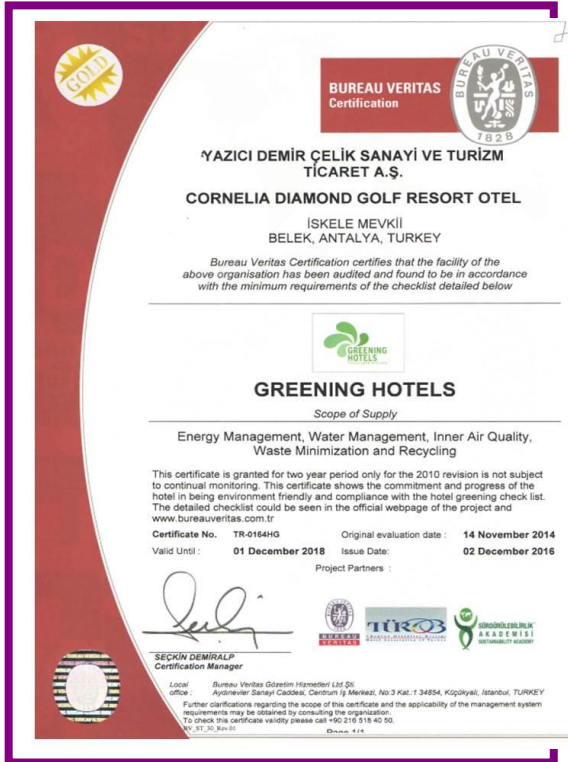 GOLD
BUREAU VERITAS
Certification
BUREAU VERITAS
1828
YAZICI DEMİR ÇELİK SANAYİ VE TURİZM
TİCARET A.Ş.
CORNELIA DIAMOND GOLF RESORT OTEL
İSKELE MEVKİİ
BELEK, ANTALYA, TURKEY
Bureau Veritas Certification certifies that the facility of the
above organisation has been audited and found to be in accordance
with the minimum requirements of the checklist detailed below
GREENING
HOTELS
GREENING HOTELS
Scope of Supply
Energy Management, Water Management, Inner Air Quality,
Waste Minimization and Recycling
This certificate is granted for two year period only for the 2010 revision is not subject
to continual monitoring. This certificate shows the commitment and progress of the
hotel in being environment friendly and compliance with the hotel greening check list.
The detailed checklist could be seen in the official webpage of the project and
www.bureauveritas.com.tr
Certificate No. TR-0164HG Original evaluation date : 14 November 2014
Valid Until : 01 December 2018 Issue Date: 02 December 2016
Project Partners :
BUREAU
VERITAS
TÜROB
SÜRDÜRÜLEBİLİRLİK
AKADEMİSİ
SUSTAINABILITY ACADEMY
SEÇKİN DEMİRALP
Certification Manager
Local office : Bureau Veritas Gözetim Hizmetleri Ltd.Şti.
Aydınevler Sanayi Caddesi, Centrum İş Merkezi, No:3 Kat.:1 34854, Küçükyalı, Istanbul, TURKEY
Further clarifications regarding the scope of this certificate and the applicability of the management system
requirements may be obtained by consulting the organization.
To check this certificate validity please call +90 216 518 40 50.
BV_ST_30_Rev.01
Page 1/1